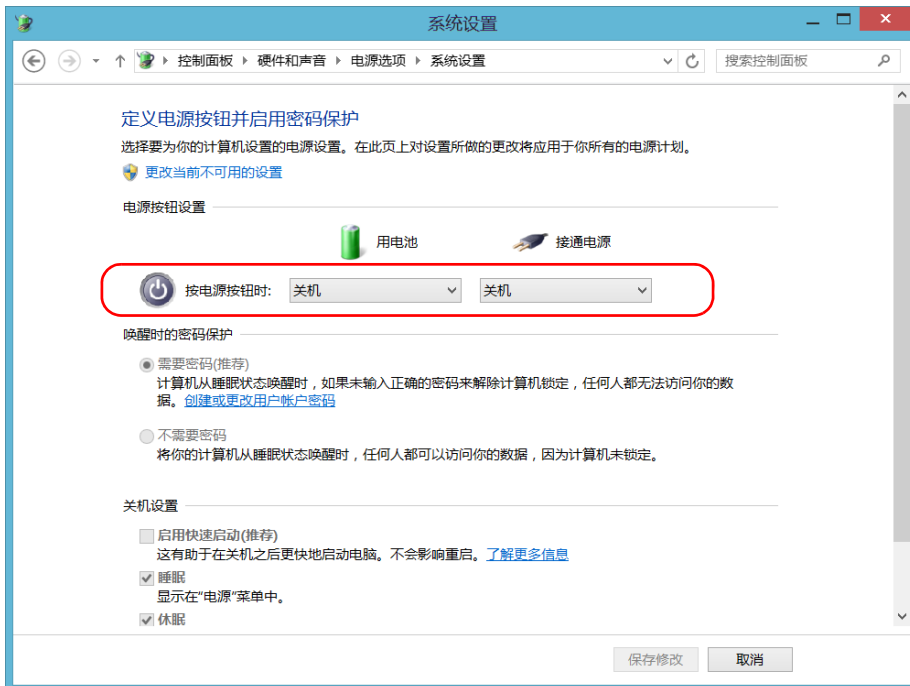 系统设置
控制面板 硬件和声音 电源选项 系统设置 搜索控制面板
定义电源按钮并启用密码保护
选择要为你的计算机设置的电源设置。在此页上对设置所做的更改将应用于你所有的电源计划。
更改当前不可用的设置
电源按钮设置
用电池 接通电源
按电源按钮时: 关机 关机
唤醒时的密码保护
需要密码(推荐)
计算机从睡眠状态唤醒时，如果未输入正确的密码来解除计算机锁定，任何人都无法访问你的数
据。创建或更改用户帐户密码
不需要密码
将你的计算机从睡眠状态唤醒时，任何人都可以访问你的数据，因为计算机未锁定。
关机设置
启用快速启动(推荐)
这有助于在关机之后更快地启动电脑。不会影响重启。了解更多信息
睡眠
显示在"电源"菜单中。
休眠
保存修改 取消